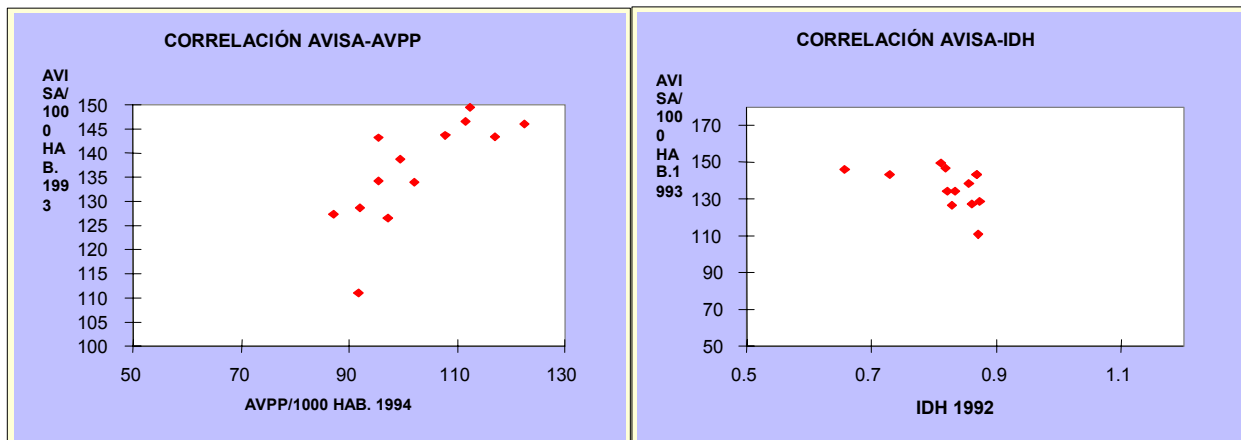 CORRELACIÓN AVISA-AVPP
AVI
SA/
100
0
HA
B.
199
3
150
145
140
135
130
125
120
115
110
105
100
50 70 90 110 130
AVPP/1000 HAB. 1994
CORRELACIÓN AVISA-IDH
AVI
SA/
100
0
HA
B.1
993
170
150
130
110
90
70
50
0.5 0.7 0.9 1.1
IDH 1992